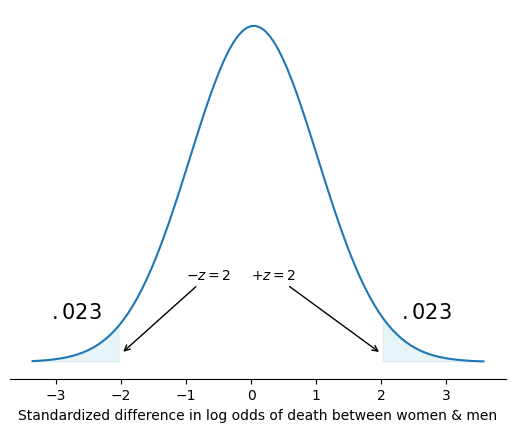 −z = 2 +z = 2
.023 .023
−3 −2 −1 0 1 2 3
Standardized difference in log odds of death between women & men